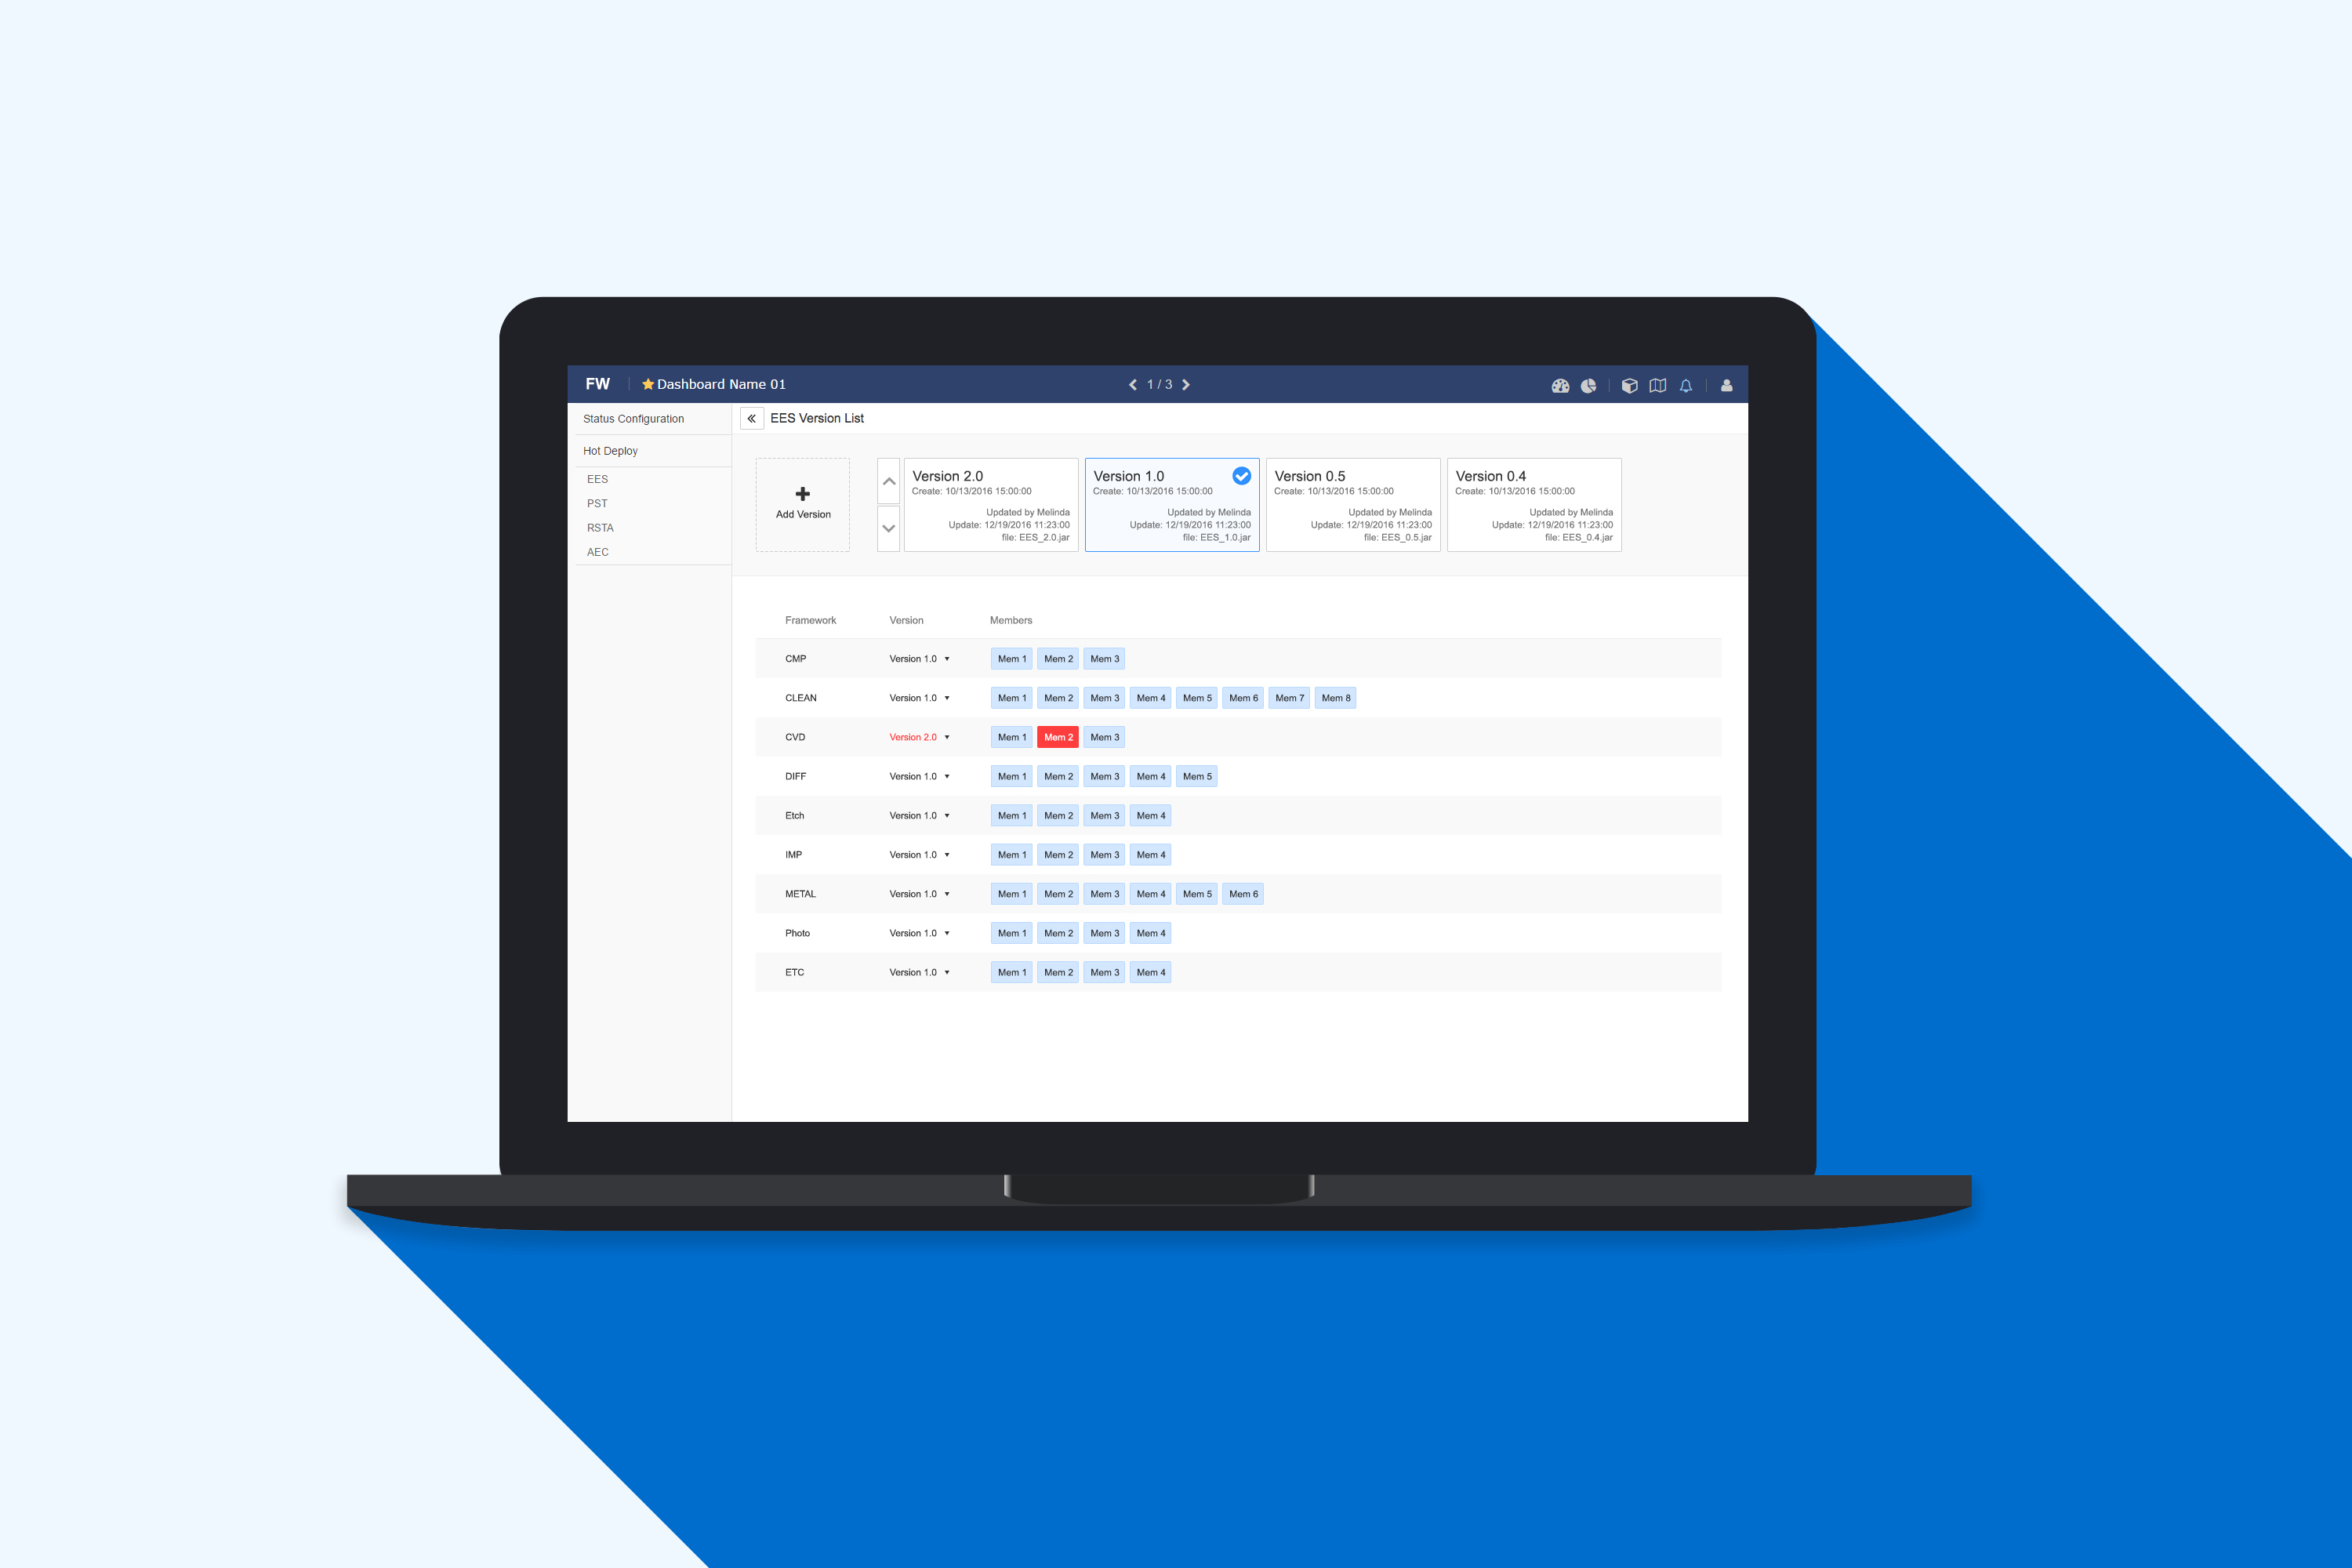 FW
Dashboard Name 01
1 / 3
Status Configuration
Hot Deploy
EES
PST
RSTA
AEC
EES Version List
Add Version
Version 2.0
Create: 10/13/2016 15:00:00
Updated by Melinda
Update: 12/19/2016 11:23:00
file: EES_2.0.jar
Version 1.0
Create: 10/13/2016 15:00:00
Updated by Melinda
Update: 12/19/2016 11:23:00
file: EES_1.0.jar
Version 0.5
Create: 10/13/2016 15:00:00
Updated by Melinda
Update: 12/19/2016 11:23:00
file: EES_0.5.jar
Version 0.4
Create: 10/13/2016 15:00:00
Updated by Melinda
Update: 12/19/2016 11:23:00
file: EES_0.4.jar
Framework Version Members
CMP Version 1.0 Mem 1 Mem 2 Mem 3
CLEAN Version 1.0 Mem 1 Mem 2 Mem 3 Mem 4 Mem 5 Mem 6 Mem 7 Mem 8
CVD Version 2.0 Mem 1 Mem 2 Mem 3
DIFF Version 1.0 Mem 1 Mem 2 Mem 3 Mem 4 Mem 5
Etch Version 1.0 Mem 1 Mem 2 Mem 3 Mem 4
IMP Version 1.0 Mem 1 Mem 2 Mem 3 Mem 4
METAL Version 1.0 Mem 1 Mem 2 Mem 3 Mem 4 Mem 5 Mem 6
Photo Version 1.0 Mem 1 Mem 2 Mem 3 Mem 4
ETC Version 1.0 Mem 1 Mem 2 Mem 3 Mem 4